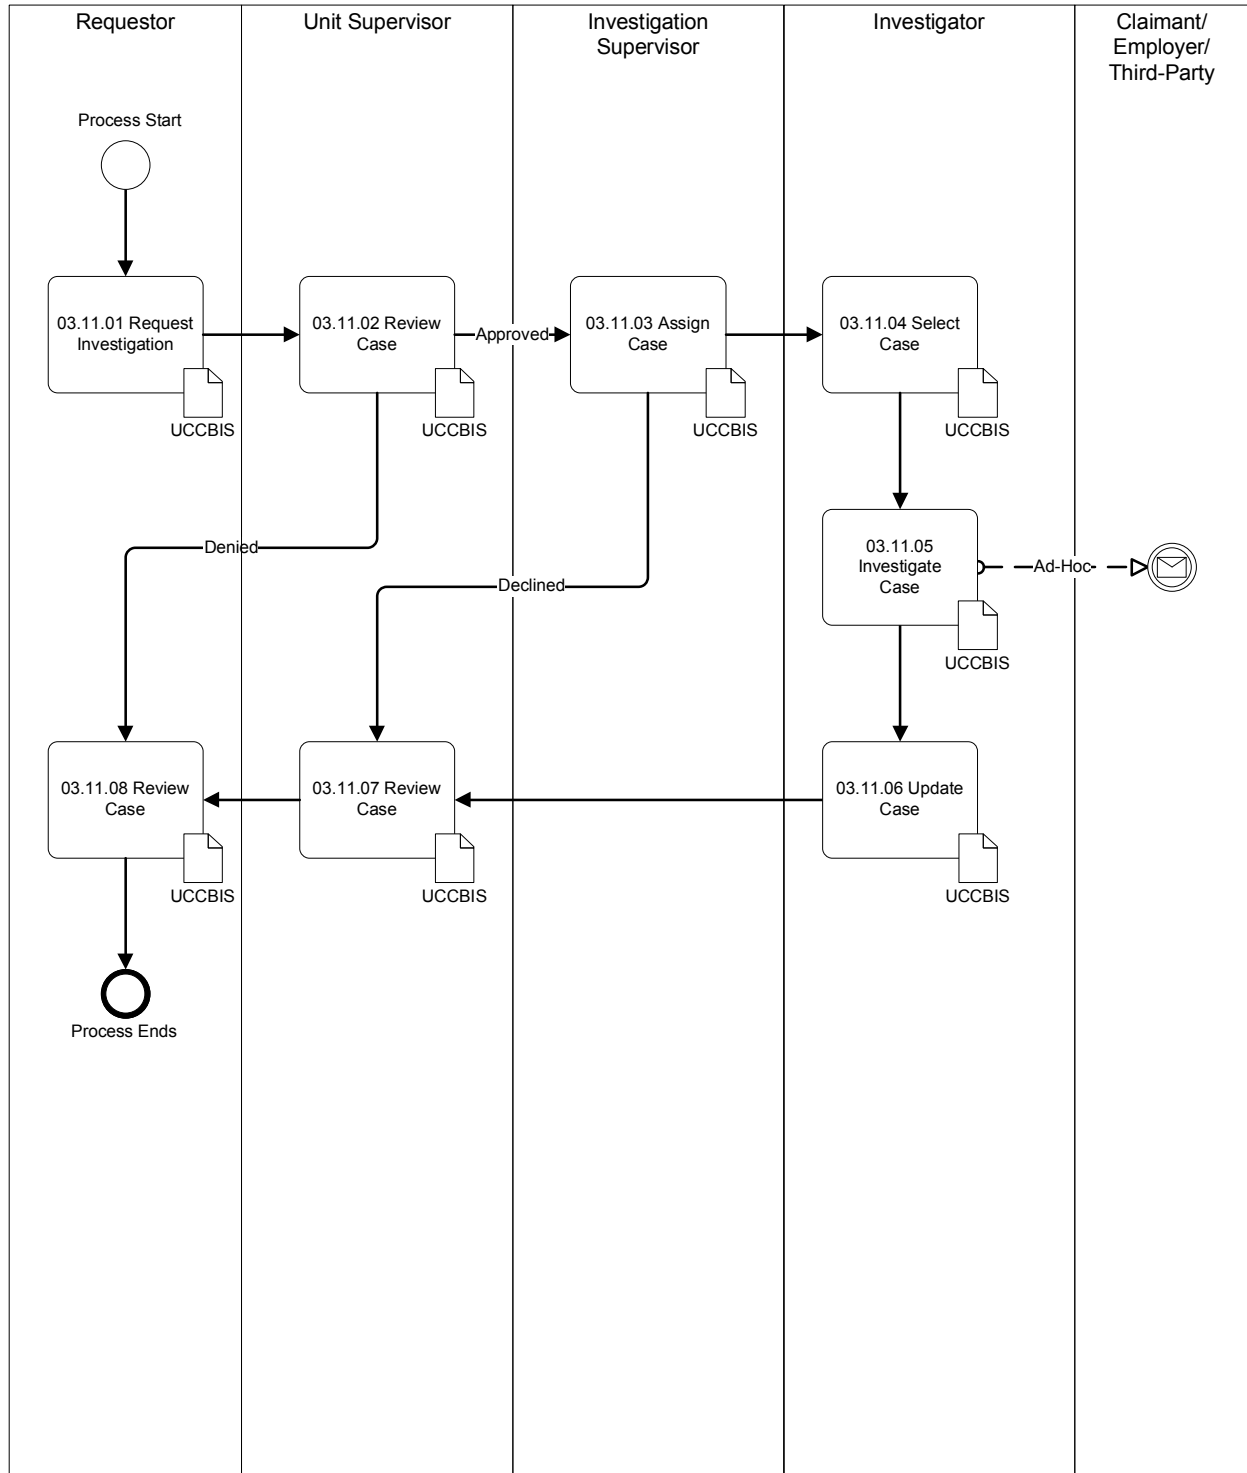 Requestor
Unit Supervisor
Investigation
Supervisor
Investigator
Claimant/
Employer/
Third-Party
Process Start
03.11.01 Request
Investigation
UCCBIS
03.11.02 Review
Case
UCCBIS
Approved
03.11.03 Assign
Case
UCCBIS
03.11.04 Select
Case
UCCBIS
Denied
Declined
03.11.05
Investigate
Case
UCCBIS
Ad-Hoc
03.11.08 Review
Case
UCCBIS
03.11.07 Review
Case
UCCBIS
03.11.06 Update
Case
UCCBIS
Process Ends